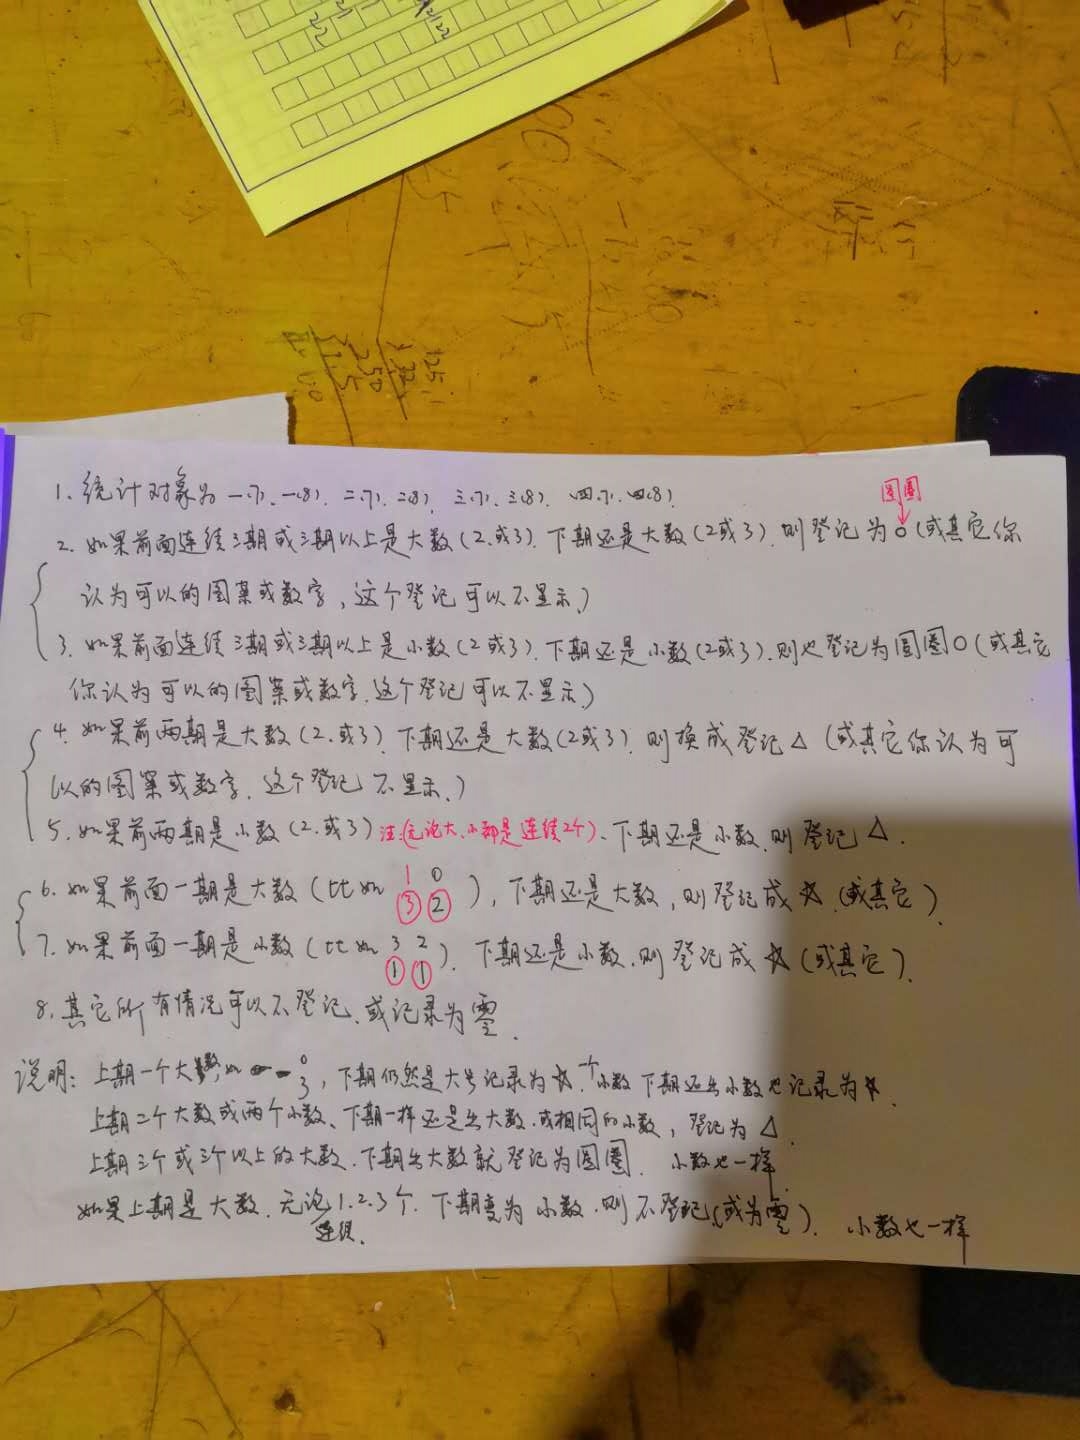 1. 统计对象为一(7). 一(8). 二(7). 二(8). 三(7). 三(8). 四(7). 四(8).
圆圈
2. 如果前面连续三期或三期以上是大数(2.或3). 下期还是大数(2或3). 则登记为O(或其它你
认为可以的图案或数字, 这个登记可以不显示.)
3. 如果前面连续三期或三期以上是小数(2或3). 下期还是小数(2或3). 则也登记为圆圈O(或其它
你认为可以的图案或数字. 这个登记可以不显示)
4. 如果前两期是大数(2.或3). 下期还是大数(2或3). 则换成登记△ (或其它你认为可
以的图案或数字. 这个登记 不显示.)
5. 如果前两期是小数(2.或3) 注:(无论大.小都是连续2个). 下期还是小数. 则登记△.
6. 如果前面一期是大数(比如 1 0
③ ② ), 下期还是大数, 则登记成☆. (或其它)
7. 如果前面一期是小数(比如 3 2
① ① ). 下期还是小数. 则登记成☆(或其它).
8. 其它所有情况可以不登记. 或记录为零.
说明: 上期一个大数如 0
3, 下期仍然是大号记录为☆. 一个小数 下期还出小数也记录为☆.
上期二个大数或两个小数. 下期一样还是出大数. 或相同的小数, 登记为△.
上期三个或三个以上的大数. 下期出大数就登记为圆圈. 小数也一样.
如果上期是大数. 无论1.2.3个. 下期变为小数. 则不登记(或为零). 小数也一样
连续.